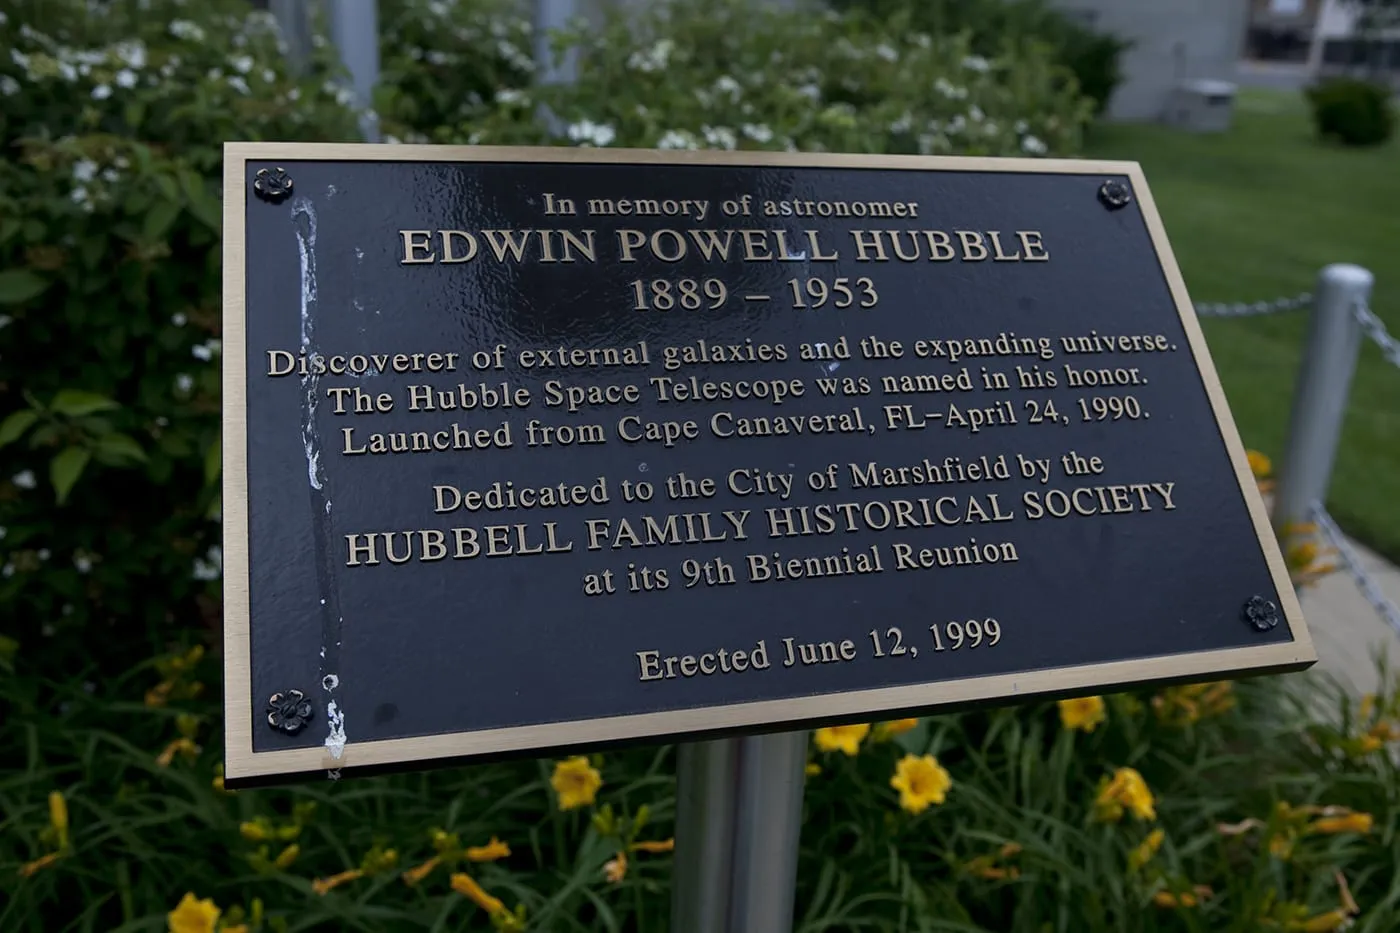 In memory of astronomer
EDWIN POWELL HUBBLE
1889 – 1953
Discoverer of external galaxies and the expanding universe.
The Hubble Space Telescope was named in his honor.
Launched from Cape Canaveral, FL–April 24, 1990.
Dedicated to the City of Marshfield by the
HUBBELL FAMILY HISTORICAL SOCIETY
at its 9th Biennial Reunion
Erected June 12, 1999